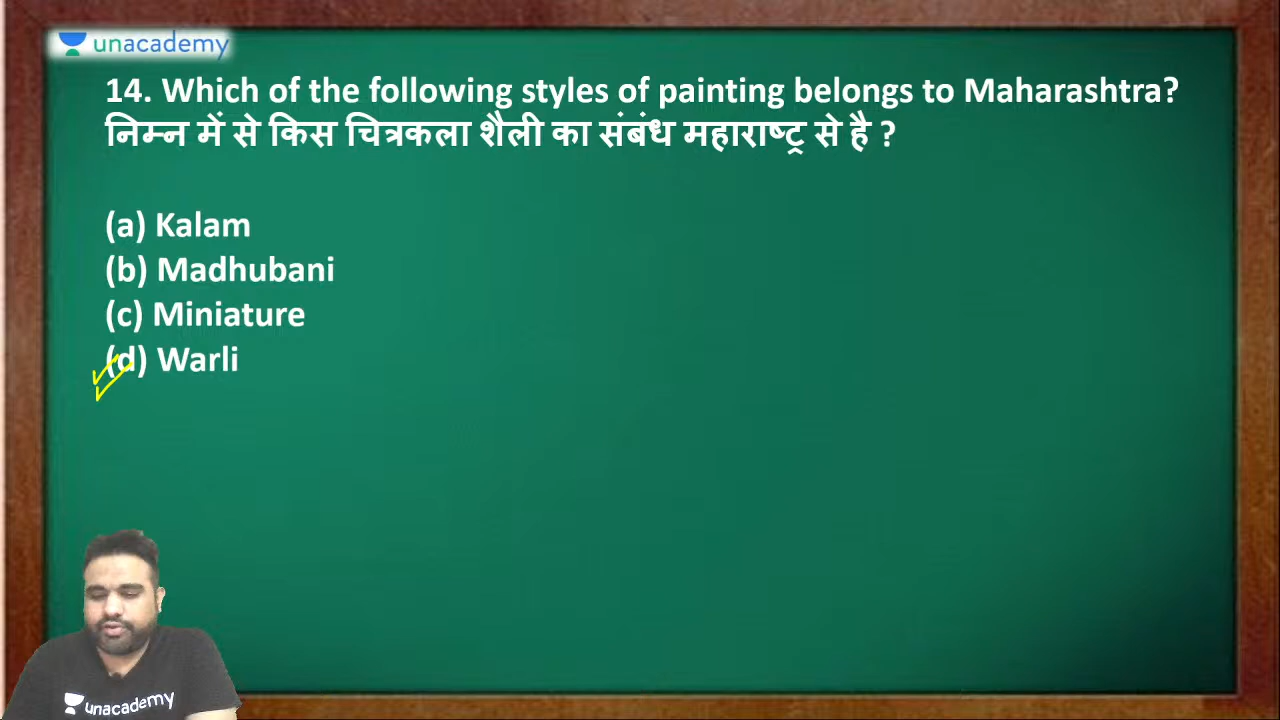 unacademy
14. Which of the following styles of painting belongs to Maharashtra?
निम्न में से किस चित्रकला शैली का संबंध महाराष्ट्र से है ?
(a) Kalam
(b) Madhubani
(c) Miniature
(d) Warli
unacademy